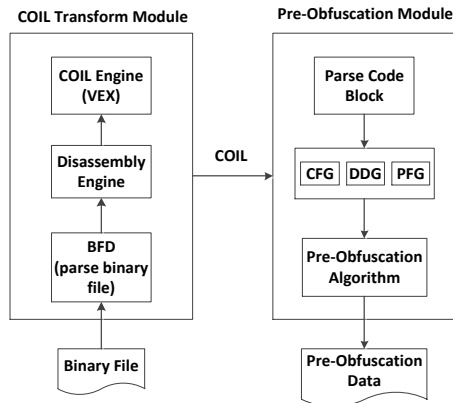 COIL Transform Module
COIL Engine
(VEX)
Disassembly
Engine
BFD
(parse binary
file)
Binary File
COIL
Pre-Obfuscation Module
Parse Code
Block
CFG DDG PFG
Pre-Obfuscation
Algorithm
Pre-Obfuscation
Data